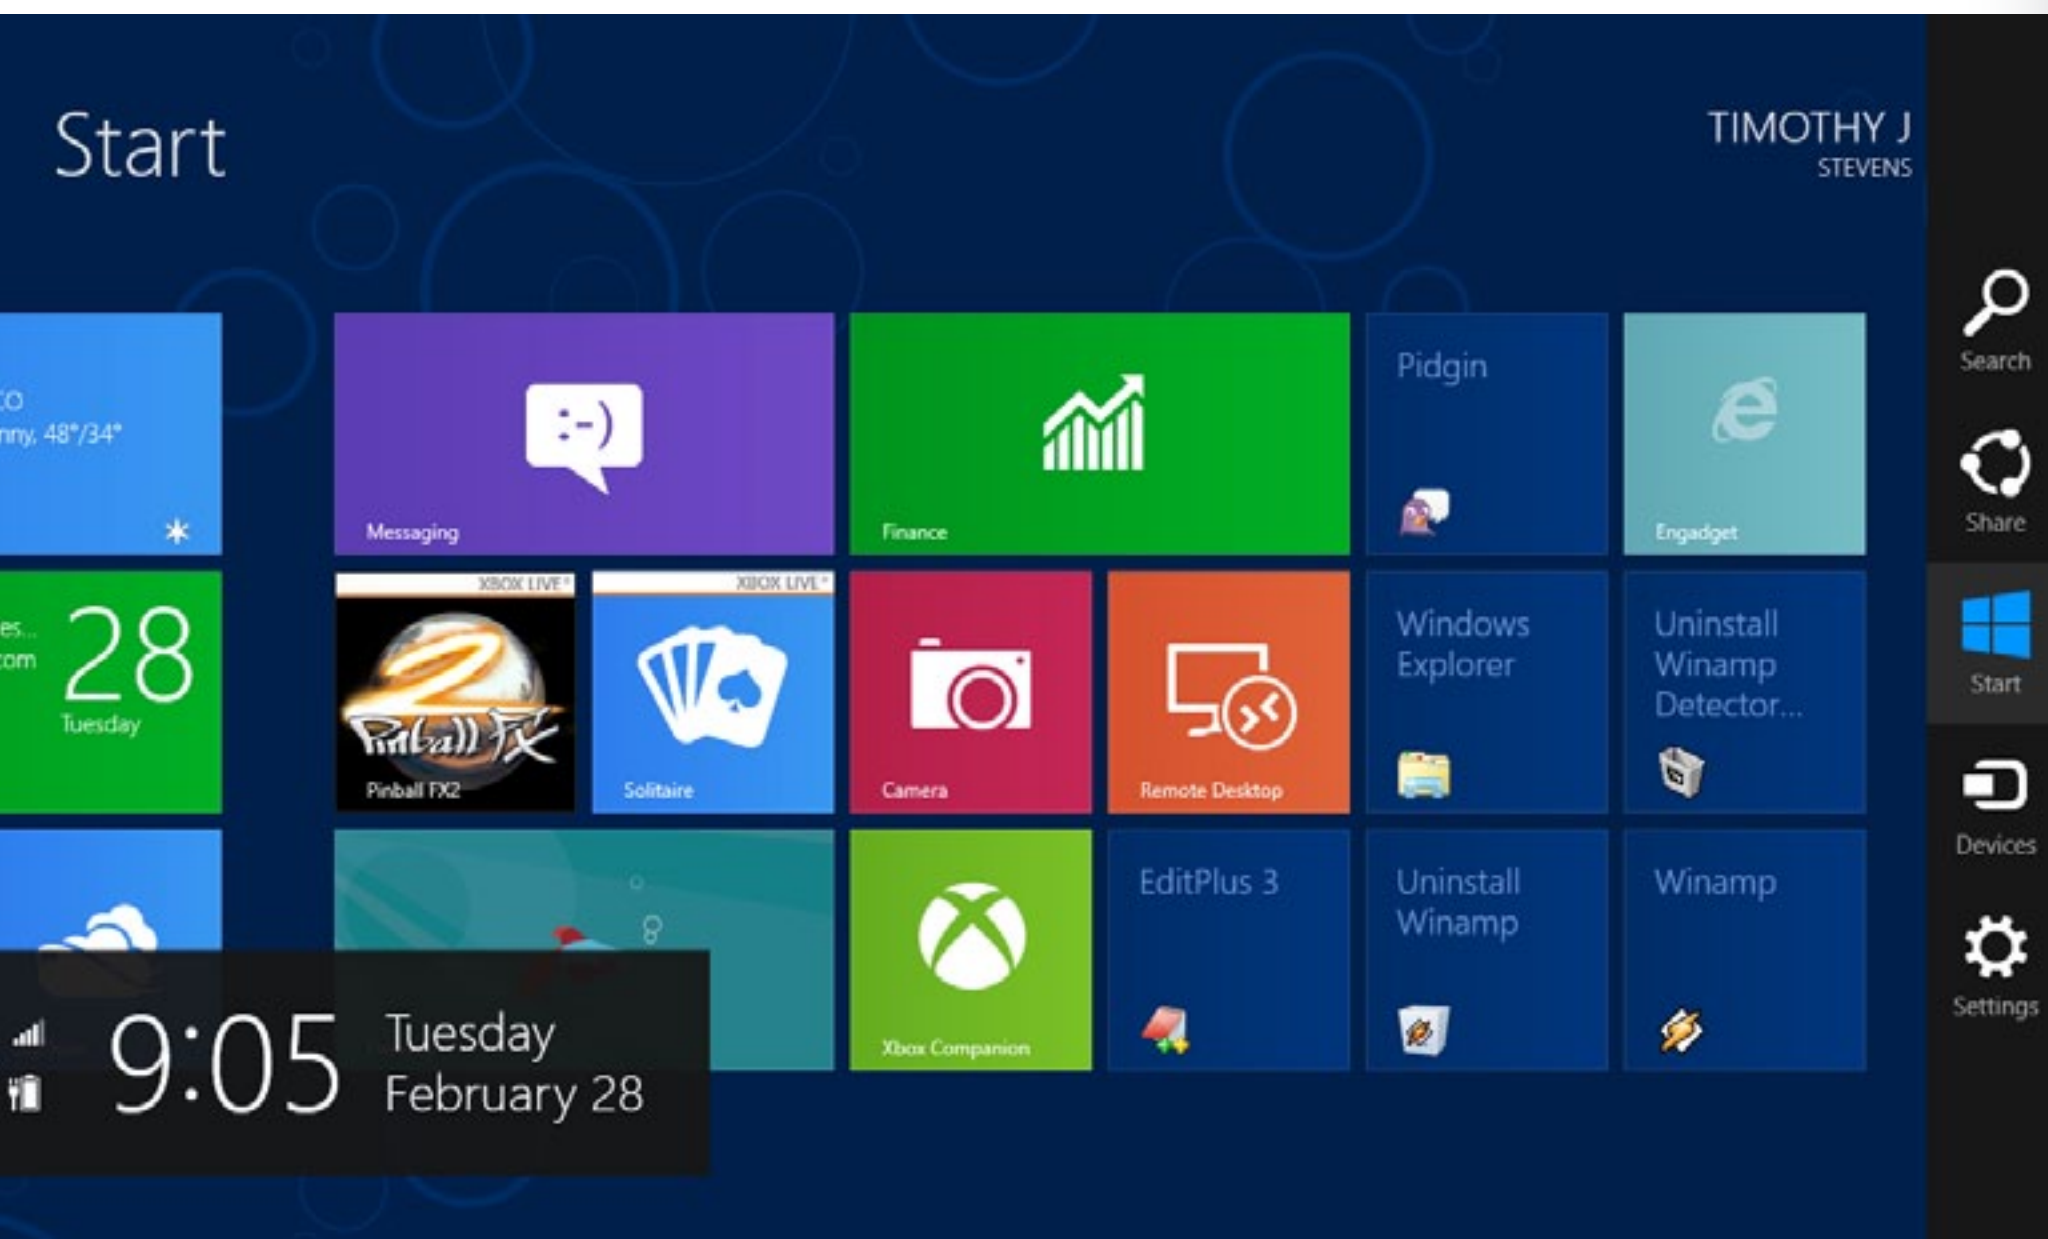 Start
TIMOTHY J
STEVENS
48°/34°
Messaging
:-)
Finance
Pidgin
Engadget
28
Tuesday
XBOX LIVE
Pinball FX2
XBOX LIVE
Solitaire
Camera
Remote Desktop
Windows
Explorer
Uninstall
Winamp
Detector...
Xbox Companion
EditPlus 3
Uninstall
Winamp
Winamp
9:05
Tuesday
February 28
Search
Share
Start
Devices
Settings